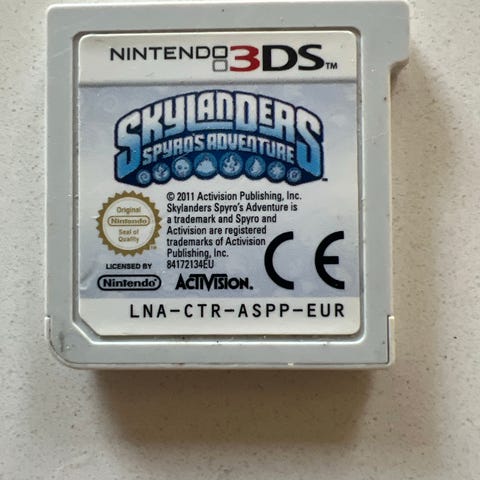 NINTENDO 3DS™
SKYLANDERS
SPYRO'S ADVENTURE
© 2011 Activision Publishing, Inc.
Skylanders Spyro's Adventure is
a trademark and Spyro and
Activision are registered
trademarks of Activision
Publishing, Inc.
84172134EU
Original
Nintendo
Seal of
Quality
LICENSED BY
Nintendo
ACTIVISION.
CE
LNA-CTR-ASPP-EUR